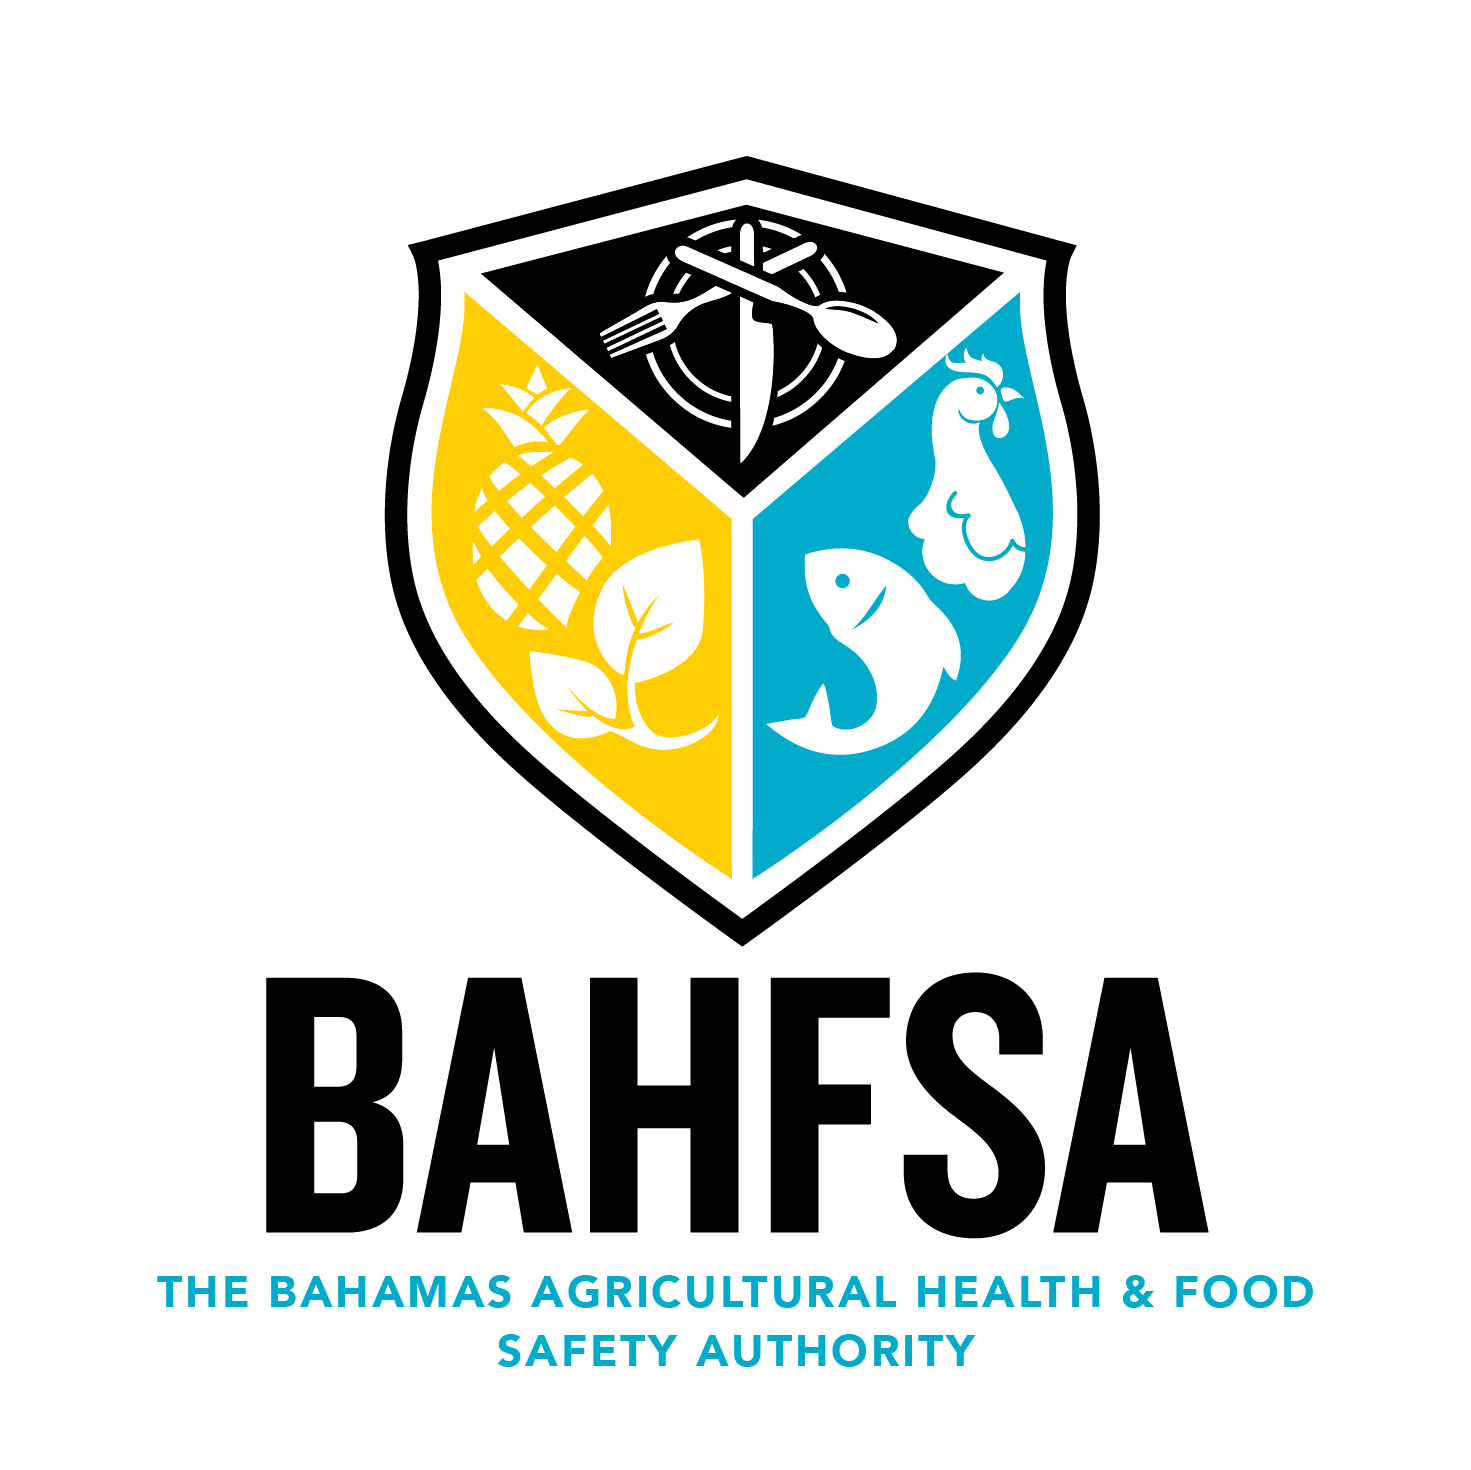 BAHFSA
THE BAHAMAS AGRICULTURAL HEALTH & FOOD
SAFETY AUTHORITY